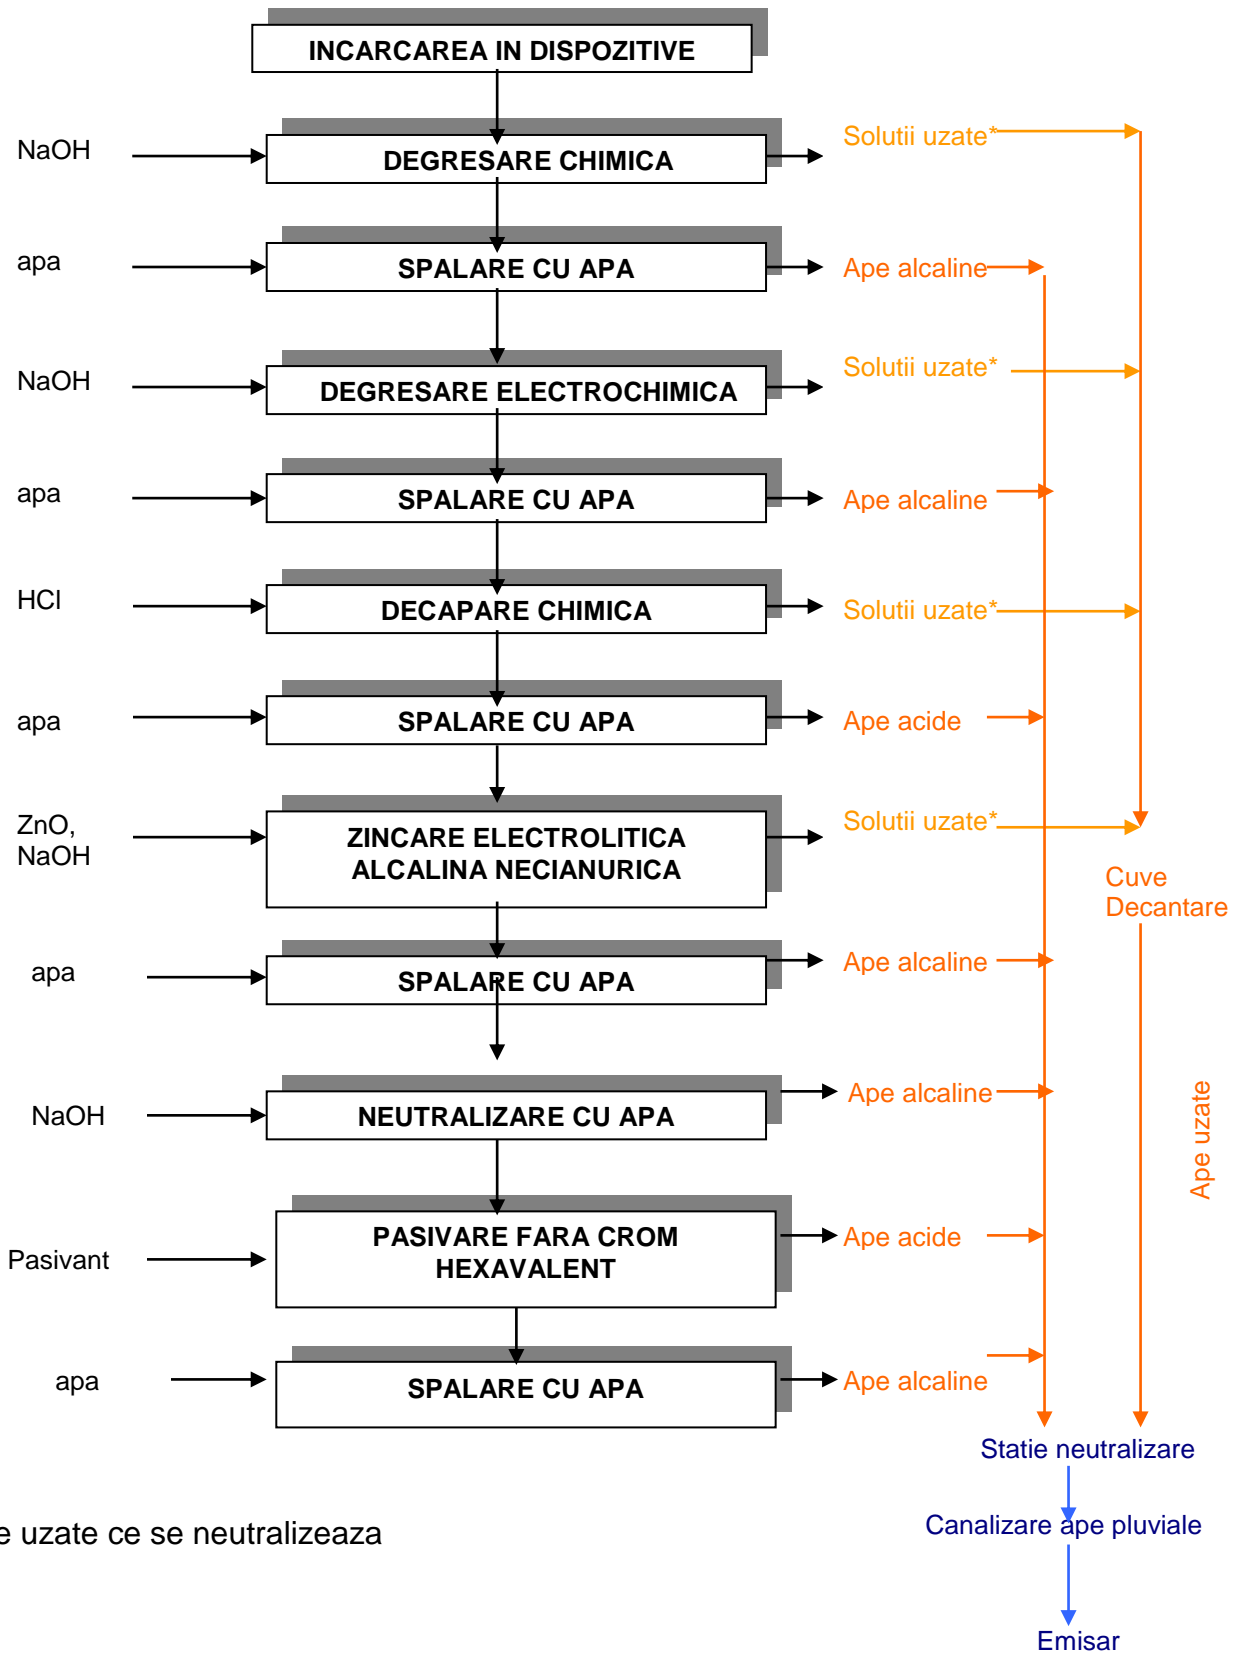 INCARCAREA IN DISPOZITIVE
NaOH
DEGRESARE CHIMICA
Solutii uzate*
apa
SPALARE CU APA
Ape alcaline
NaOH
DEGRESARE ELECTROCHIMICA
Solutii uzate*
apa
SPALARE CU APA
Ape alcaline
HCl
DECAPARE CHIMICA
Solutii uzate*
apa
SPALARE CU APA
Ape acide
ZnO,
NaOH
ZINCARE ELECTROLITICA
ALCALINA NECIANURICA
Solutii uzate*
Cuve
Decantare
apa
SPALARE CU APA
Ape alcaline
NaOH
NEUTRALIZARE CU APA
Ape alcaline
Ape uzate
Pasivant
PASIVARE FARA CROM
HEXAVALENT
Ape acide
apa
SPALARE CU APA
Ape alcaline
Statie neutralizare
Canalizare ape pluviale
e uzate ce se neutralizeaza
Emisar